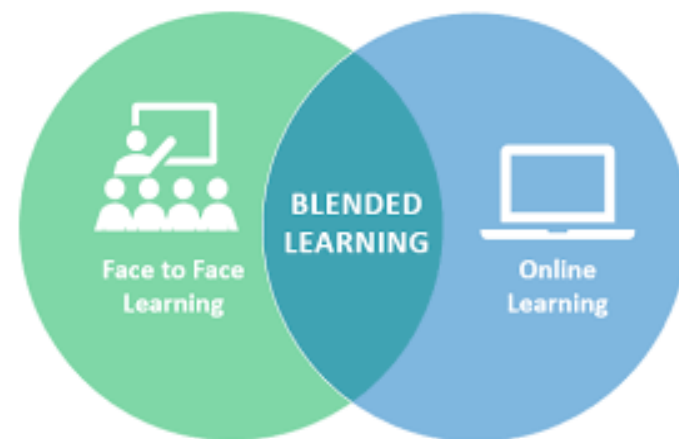 Face to Face
Learning
BLENDED
LEARNING
Online
Learning